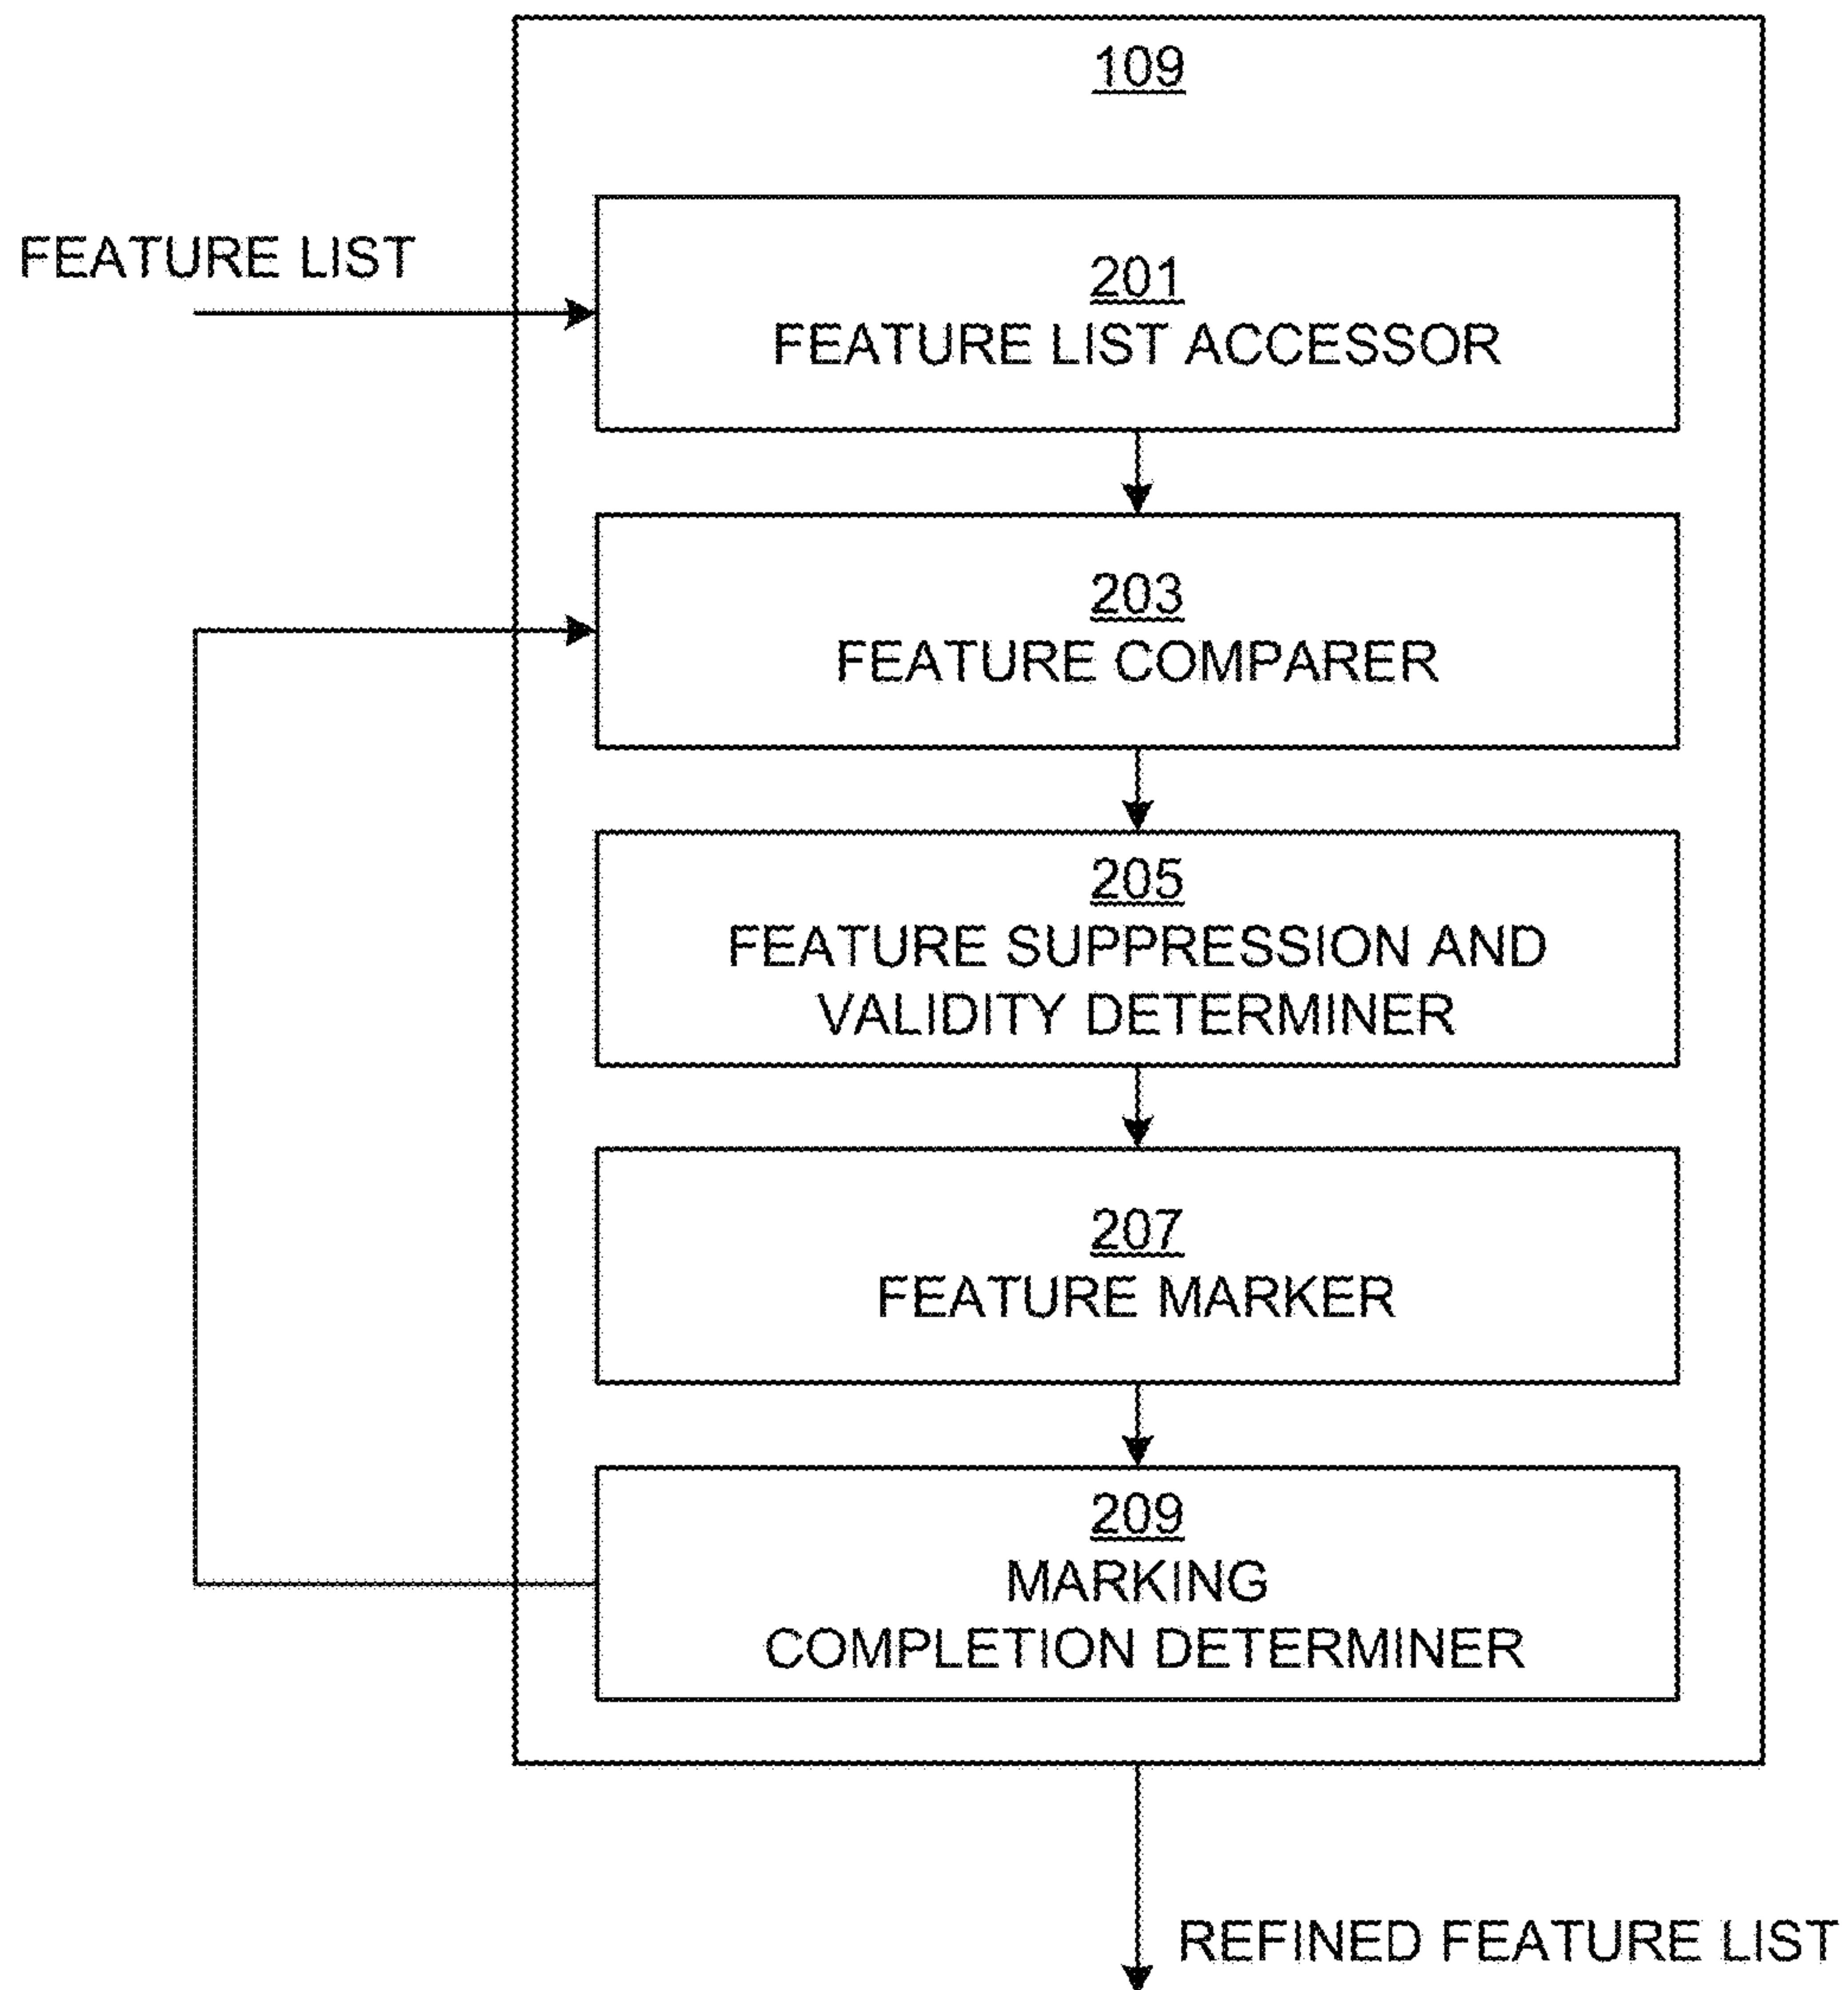 109
FEATURE LIST
201
FEATURE LIST ACCESSOR
203
FEATURE COMPARER
205
FEATURE SUPPRESSION AND
VALIDITY DETERMINER
207
FEATURE MARKER
209
MARKING
COMPLETION DETERMINER
REFINED FEATURE LIST